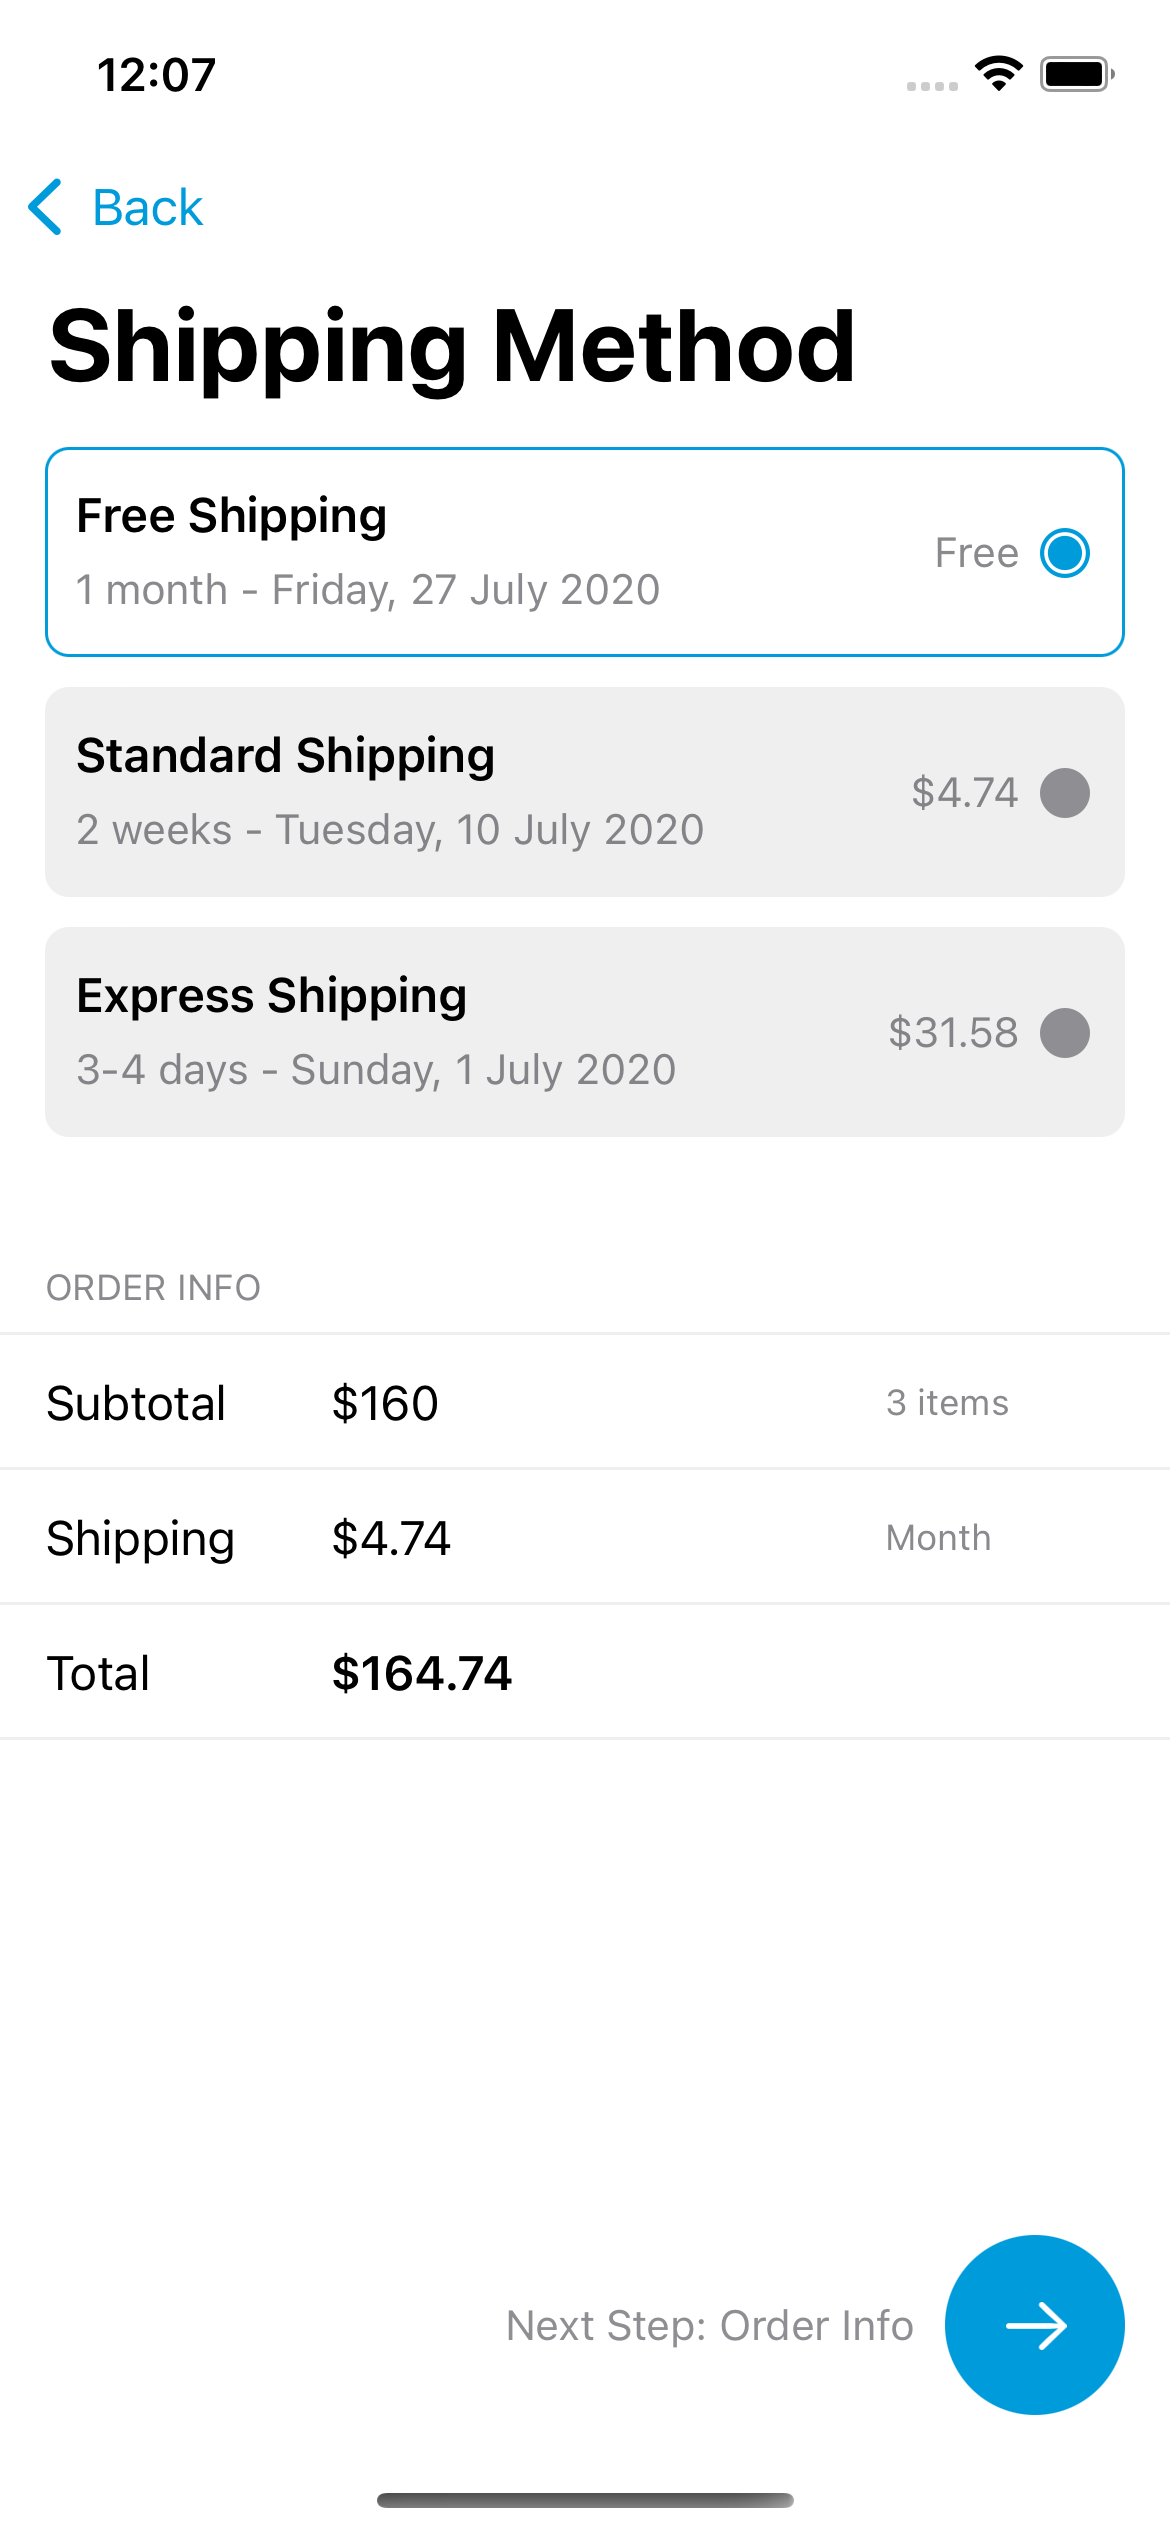 12:07
Back
Shipping Method
Free Shipping
1 month - Friday, 27 July 2020
Free
Standard Shipping
2 weeks - Tuesday, 10 July 2020
$4.74
Express Shipping
3-4 days - Sunday, 1 July 2020
$31.58
ORDER INFO
Subtotal $160 3 items
Shipping $4.74 Month
Total $164.74
Next Step: Order Info